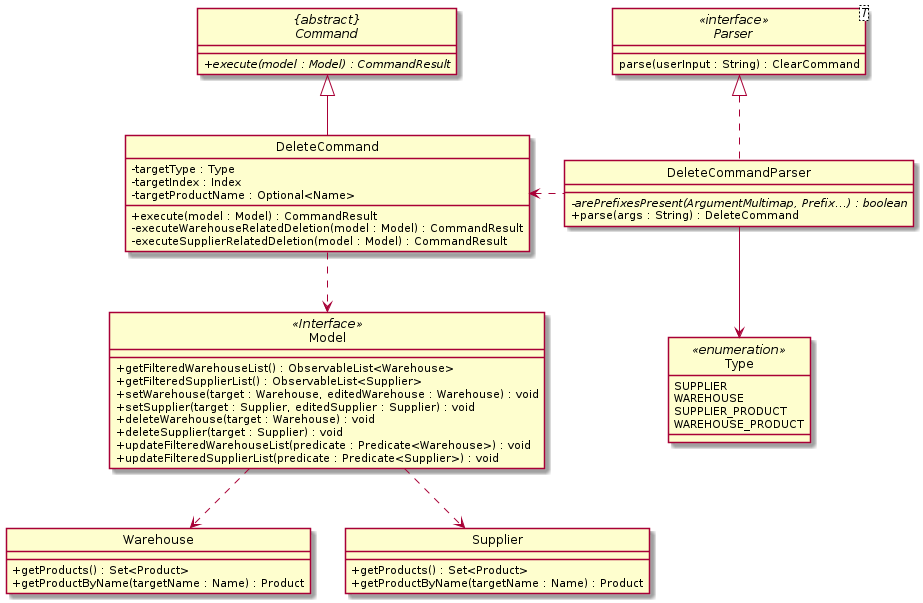 {abstract}
Command
+execute(model : Model) : CommandResult
T
«interface»
Parser
parse(userInput : String) : ClearCommand
DeleteCommand
-targetType : Type
-targetIndex : Index
-targetProductName : Optional<Name>
+execute(model : Model) : CommandResult
-executeWarehouseRelatedDeletion(model : Model) : CommandResult
-executeSupplierRelatedDeletion(model : Model) : CommandResult
DeleteCommandParser
-arePrefixesPresent(ArgumentMultimap, Prefix...) : boolean
+parse(args : String) : DeleteCommand
«Interface»
Model
+getFilteredWarehouseList() : ObservableList<Warehouse>
+getFilteredSupplierList() : ObservableList<Supplier>
+setWarehouse(target : Warehouse, editedWarehouse : Warehouse) : void
+setSupplier(target : Supplier, editedSupplier : Supplier) : void
+deleteWarehouse(target : Warehouse) : void
+deleteSupplier(target : Supplier) : void
+updateFilteredWarehouseList(predicate : Predicate<Warehouse>) : void
+updateFilteredSupplierList(predicate : Predicate<Supplier>) : void
«enumeration»
Type
SUPPLIER
WAREHOUSE
SUPPLIER_PRODUCT
WAREHOUSE_PRODUCT
Warehouse
+getProducts() : Set<Product>
+getProductByName(targetName : Name) : Product
Supplier
+getProducts() : Set<Product>
+getProductByName(targetName : Name) : Product